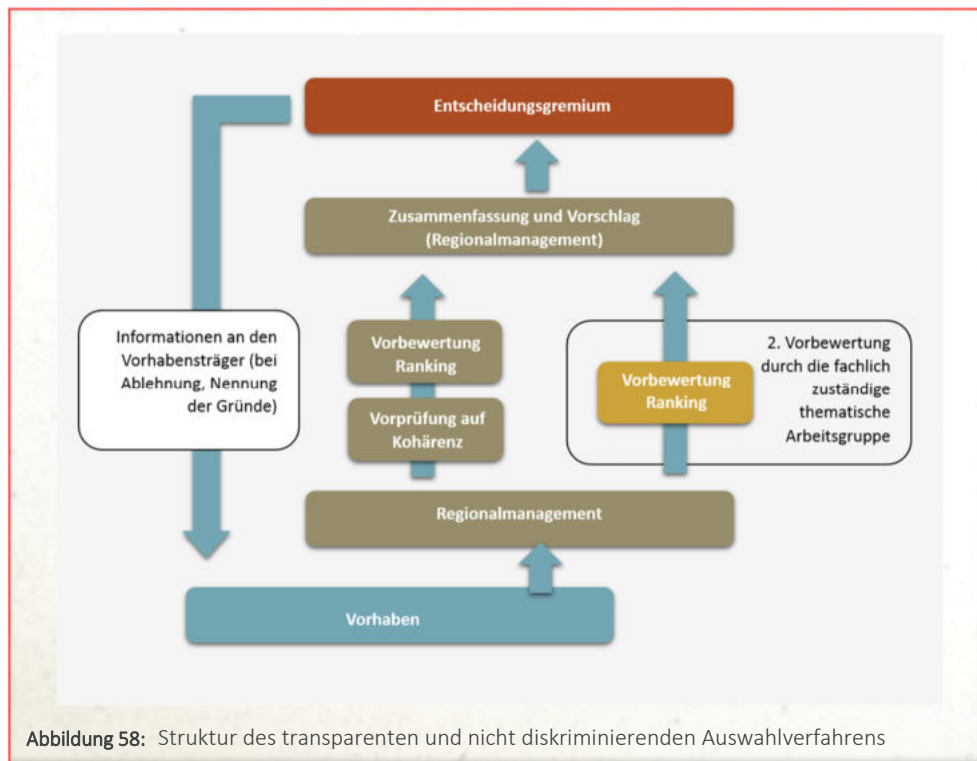 Entscheidungsgremium
Zusammenfassung und Vorschlag
(Regionalmanagement)
Informationen an den
Vorhabensträger (bei
Ablehnung, Nennung
der Gründe)
Vorbewertung
Ranking
Vorprüfung auf
Kohärenz
Vorbewertung
Ranking
2. Vorbewertung
durch die fachlich
zuständige
thematische
Arbeitsgruppe
Regionalmanagement
Vorhaben
Abbildung 58: Struktur des transparenten und nicht diskriminierenden Auswahlverfahrens